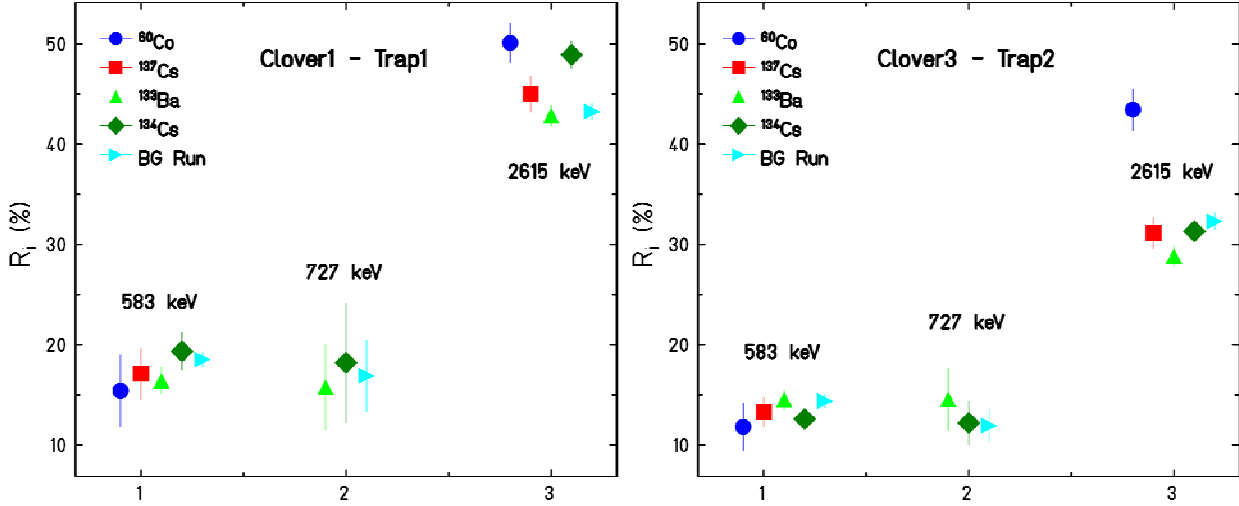 50
40
30
20
10
R_i (%)
⁶⁰Co
¹³⁷Cs
¹³³Ba
¹³⁴Cs
BG Run
Clover1 - Trap1
2615 keV
727 keV
583 keV
1
2
3
50
40
30
20
10
R_i (%)
⁶⁰Co
¹³⁷Cs
¹³³Ba
¹³⁴Cs
BG Run
Clover3 - Trap2
2615 keV
727 keV
583 keV
1
2
3